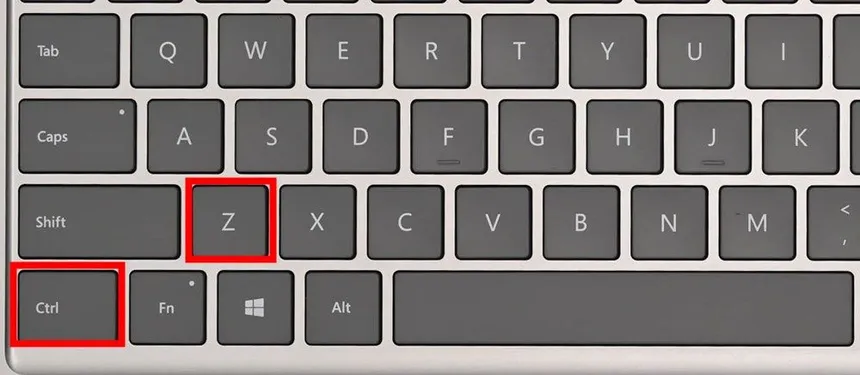 Tab Q W E R T Y U I
Caps A S D F G H J K
Shift Z X C V B N M <
,
Ctrl Fn Alt